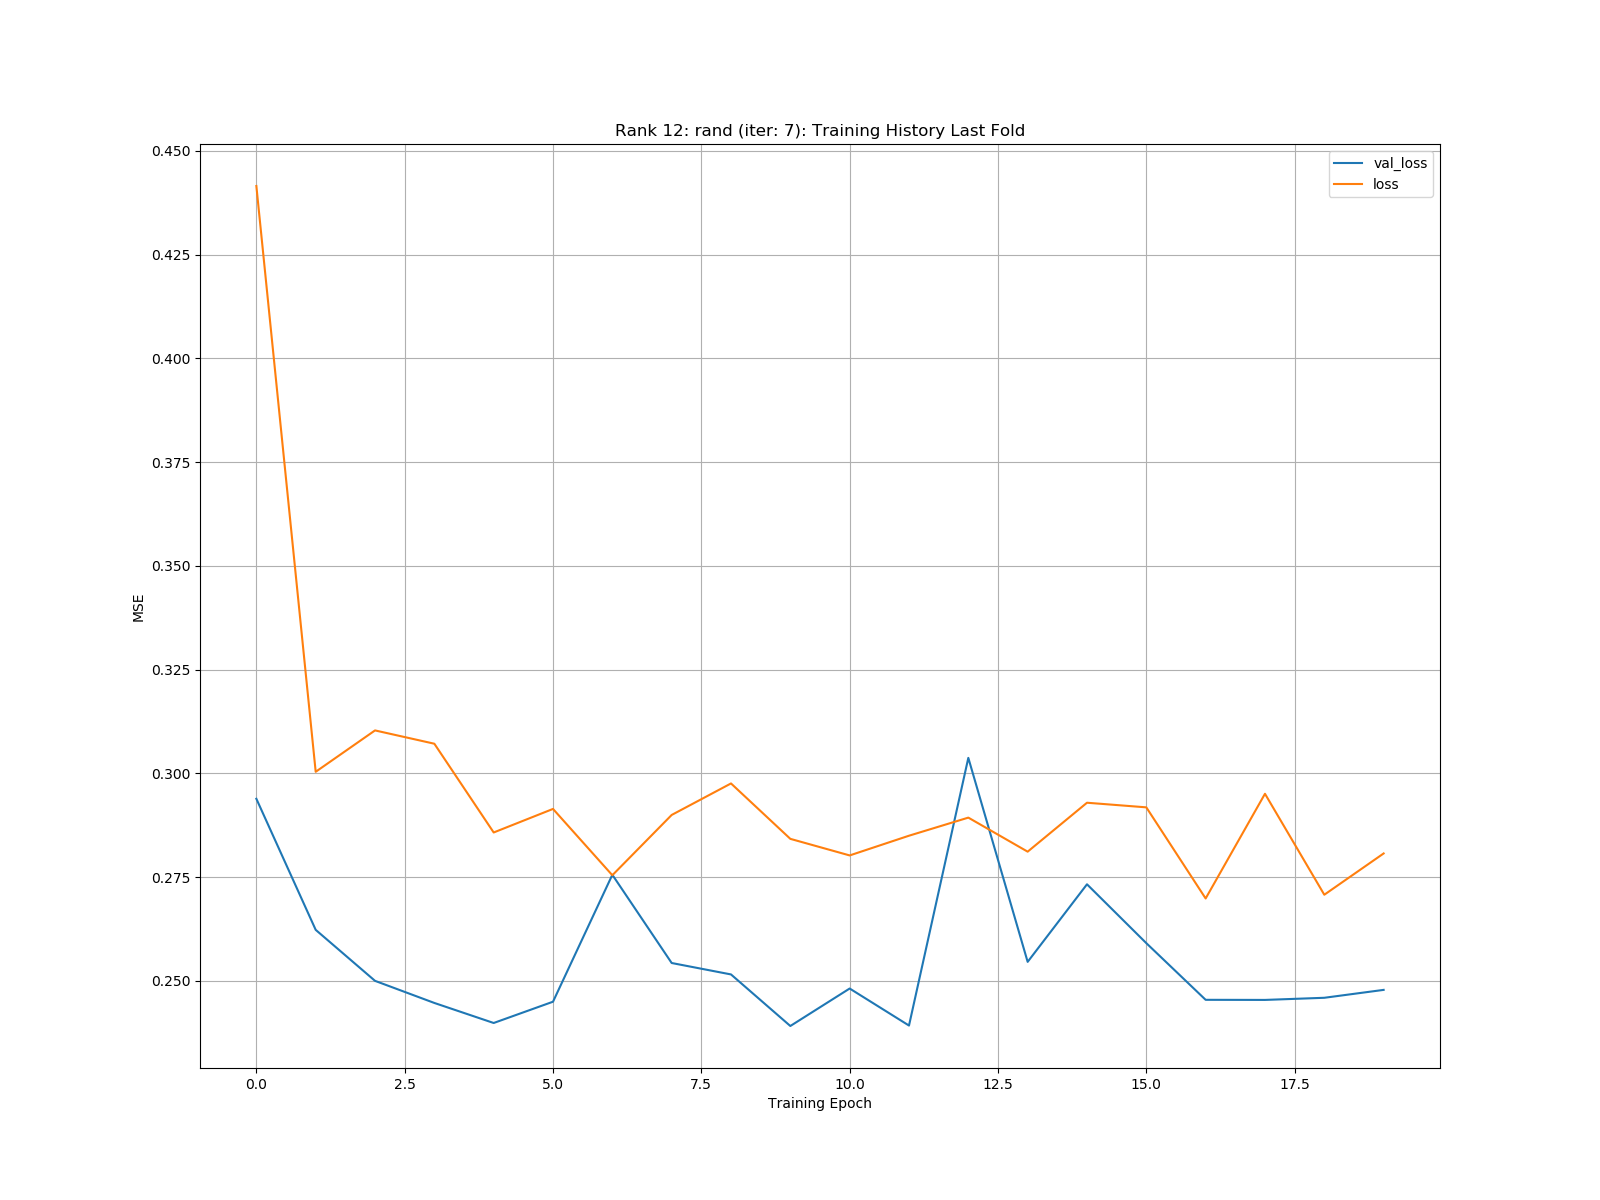 Rank 12: rand (iter: 7): Training History Last Fold
val_loss
loss
0.450
0.425
0.400
0.375
0.350
0.325
0.300
0.275
0.250
MSE
0.0 2.5 5.0 7.5 10.0 12.5 15.0 17.5
Training Epoch